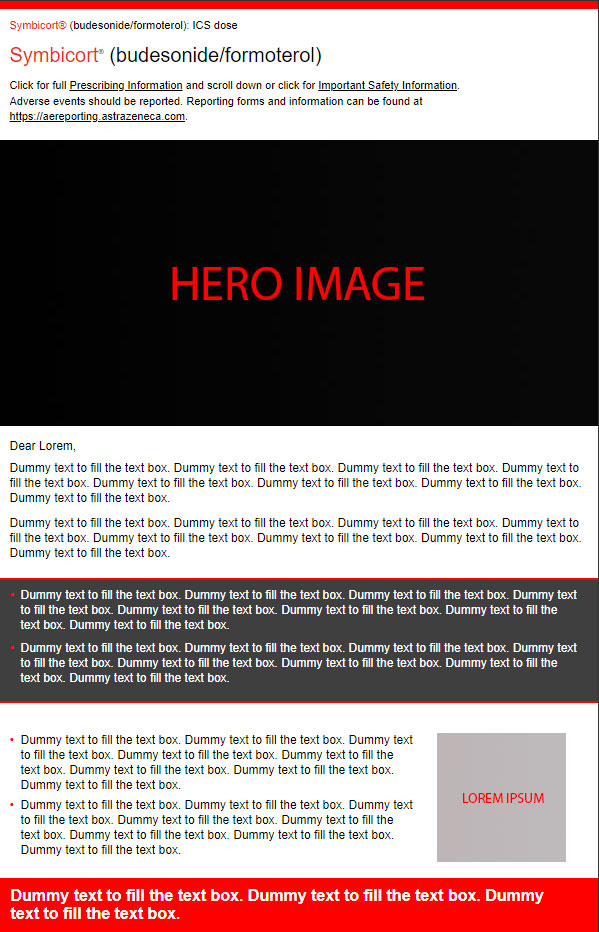 Symbicort® (budesonide/formoterol): ICS dose
Symbicort® (budesonide/formoterol)
Click for full Prescribing Information and scroll down or click for Important Safety Information.
Adverse events should be reported. Reporting forms and information can be found at
https://aereporting.astrazeneca.com.
HERO IMAGE
Dear Lorem,
Dummy text to fill the text box. Dummy text to fill the text box. Dummy text to fill the text box. Dummy text to
fill the text box. Dummy text to fill the text box. Dummy text to fill the text box. Dummy text to fill the text box.
Dummy text to fill the text box.
Dummy text to fill the text box. Dummy text to fill the text box. Dummy text to fill the text box. Dummy text to
fill the text box. Dummy text to fill the text box. Dummy text to fill the text box. Dummy text to fill the text box.
Dummy text to fill the text box.
• Dummy text to fill the text box. Dummy text to fill the text box. Dummy text to fill the text box. Dummy text
to fill the text box. Dummy text to fill the text box. Dummy text to fill the text box. Dummy text to fill the
text box. Dummy text to fill the text box.
• Dummy text to fill the text box. Dummy text to fill the text box. Dummy text to fill the text box. Dummy text
to fill the text box. Dummy text to fill the text box. Dummy text to fill the text box. Dummy text to fill the
text box. Dummy text to fill the text box.
• Dummy text to fill the text box. Dummy text to fill the text box. Dummy text
to fill the text box. Dummy text to fill the text box. Dummy text to fill the
text box. Dummy text to fill the text box. Dummy text to fill the text box.
Dummy text to fill the text box.
• Dummy text to fill the text box. Dummy text to fill the text box. Dummy text
to fill the text box. Dummy text to fill the text box. Dummy text to fill the
text box. Dummy text to fill the text box. Dummy text to fill the text box.
Dummy text to fill the text box.
LOREM IPSUM
Dummy text to fill the text box. Dummy text to fill the text box. Dummy
text to fill the text box.